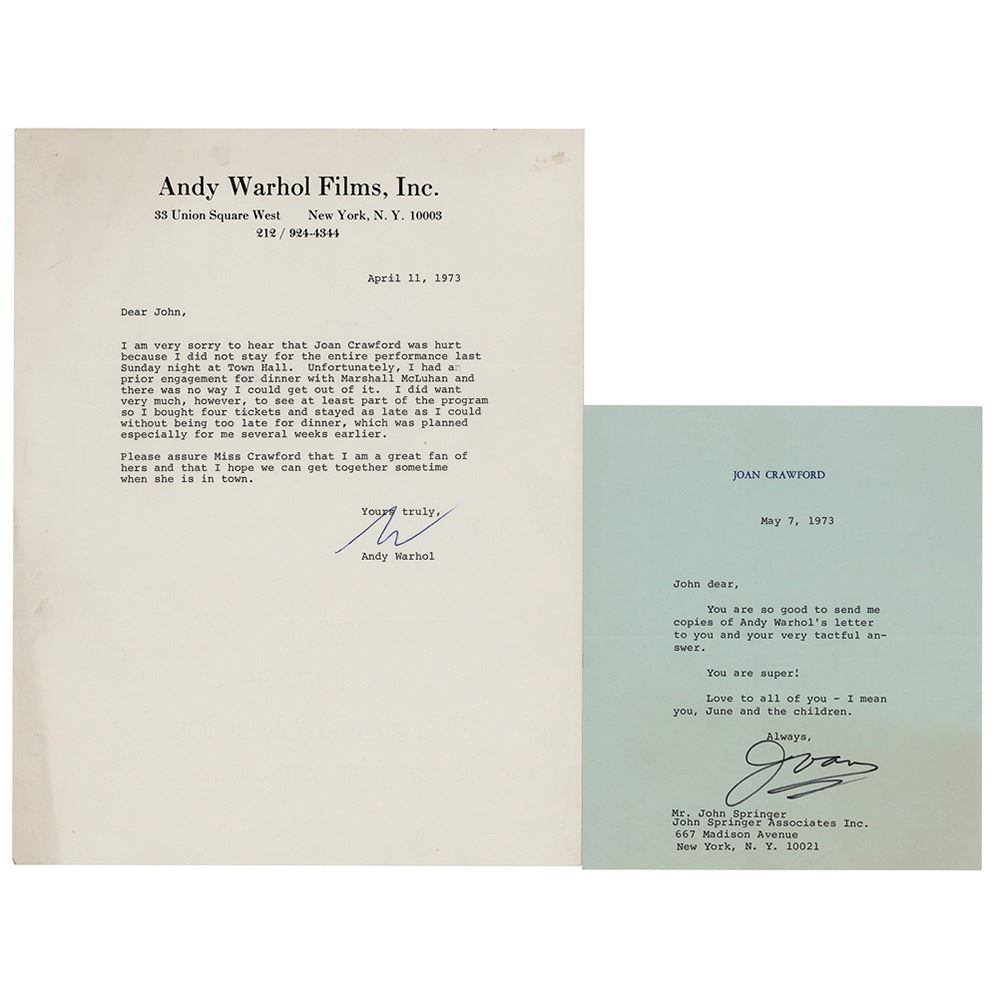 Andy Warhol Films, Inc.
33 Union Square West New York, N. Y. 10003
212 / 924-4344
April 11, 1973
Dear John,
I am very sorry to hear that Joan Crawford was hurt
because I did not stay for the entire performance last
Sunday night at Town Hall. Unfortunately, I had an
prior engagement for dinner with Marshall McLuhan and
there was no way I could get out of it. I did want
very much, however, to see at least part of the program
so I bought four tickets and stayed as late as I could
without being too late for dinner, which was planned
especially for me several weeks earlier.
Please assure Miss Crawford that I am a great fan of
hers and that I hope we can get together sometime
when she is in town.
Yours truly,
Andy Warhol
JOAN CRAWFORD
May 7, 1973
John dear,
You are so good to send me
copies of Andy Warhol's letter
to you and your very tactful an-
swer.
You are super!
Love to all of you - I mean
you, June and the children.
Always,
Joan
Mr. John Springer
John Springer Associates Inc.
667 Madison Avenue
New York, N. Y. 10021